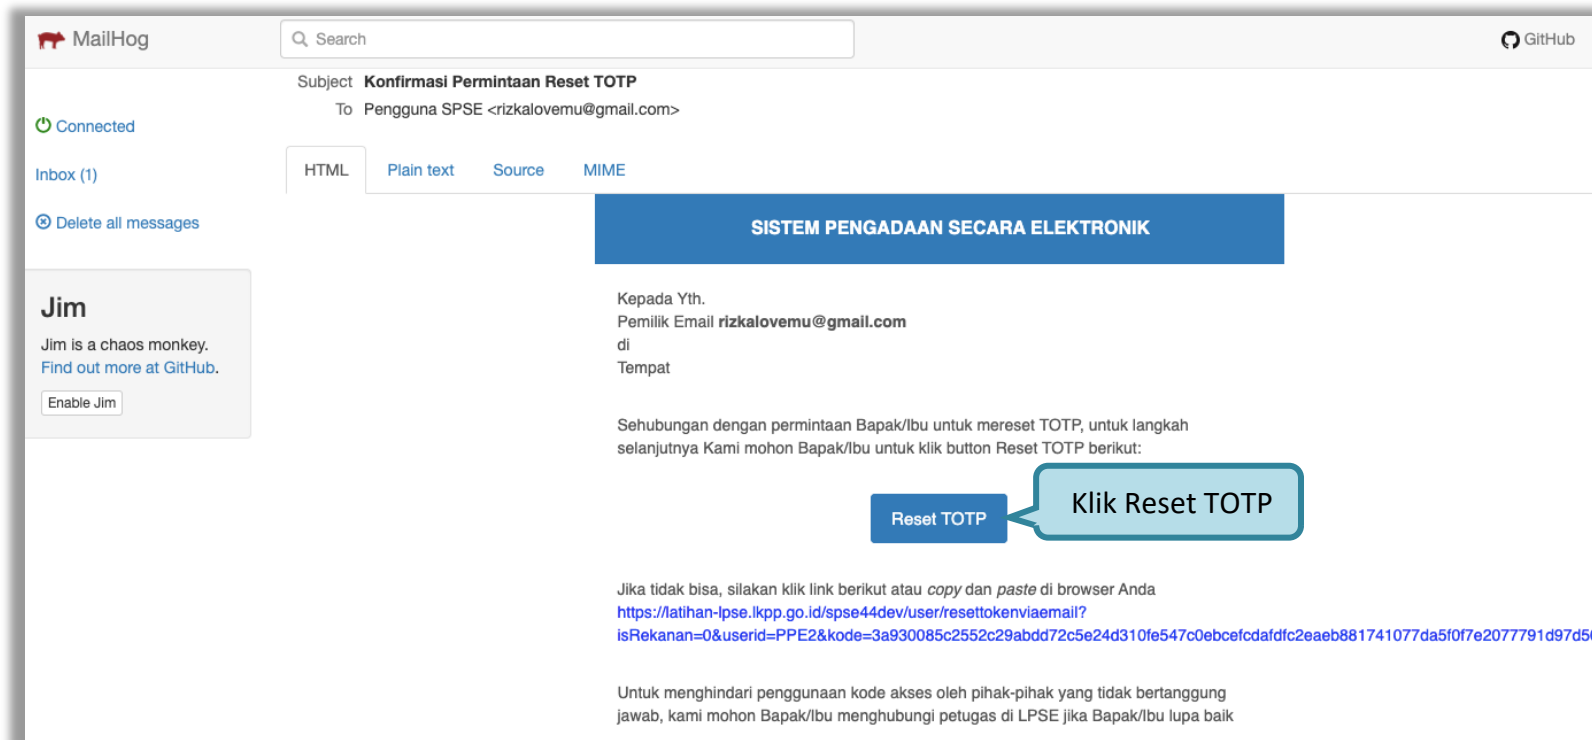 MailHog
Search
GitHub
Subject Konfirmasi Permintaan Reset TOTP
To Pengguna SPSE <rizkalovemu@gmail.com>
Connected
Inbox (1)
Delete all messages
Jim
Jim is a chaos monkey.
Find out more at GitHub.
Enable Jim
HTML Plain text Source MIME
SISTEM PENGADAAN SECARA ELEKTRONIK
Kepada Yth.
Pemilik Email rizkalovemu@gmail.com
di
Tempat
Sehubungan dengan permintaan Bapak/Ibu untuk mereset TOTP, untuk langkah
selanjutnya Kami mohon Bapak/Ibu untuk klik button Reset TOTP berikut:
Reset TOTP
Klik Reset TOTP
Jika tidak bisa, silakan klik link berikut atau copy dan paste di browser Anda
https://latihan-lpse.lkpp.go.id/spse44dev/user/resettokenviaemail?
isRekanan=0&userid=PPE2&kode=3a930085c2552c29abdd72c5e24d310fe547c0ebcefcdafdfc2eaeb881741077da5f0f7e2077791d97d5
Untuk menghindari penggunaan kode akses oleh pihak-pihak yang tidak bertanggung
jawab, kami mohon Bapak/Ibu menghubungi petugas di LPSE jika Bapak/Ibu lupa baik